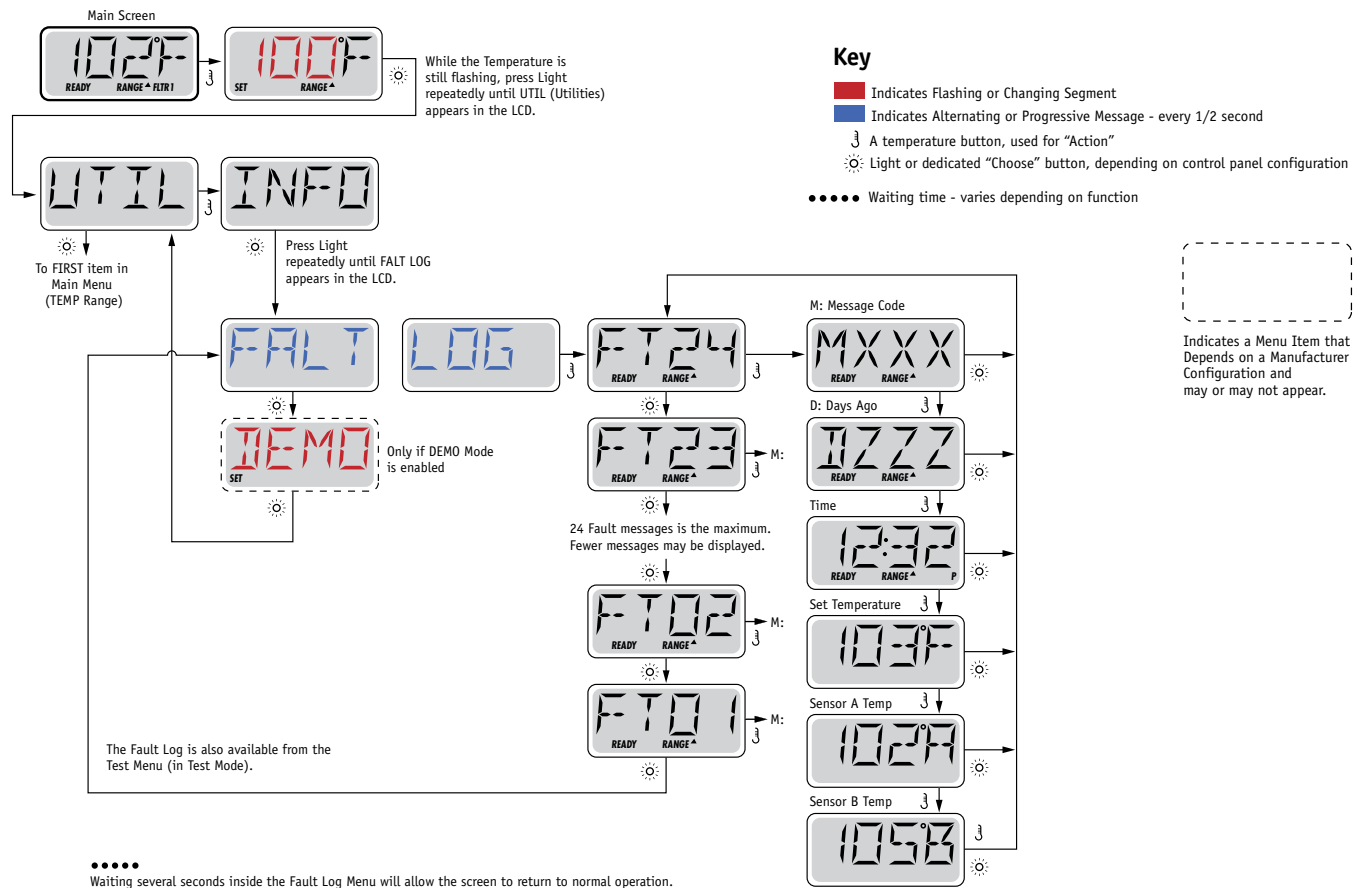 Main Screen
102°F
READY RANGE FLTR1
100°F
SET RANGE
While the Temperature is
still flashing, press Light
repeatedly until UTIL (Utilities)
appears in the LCD.
Key
Indicates Flashing or Changing Segment
Indicates Alternating or Progressive Message - every 1/2 second
A temperature button, used for “Action”
Light or dedicated “Choose” button, depending on control panel configuration
Waiting time - varies depending on function
UTIL
INFO
To FIRST item in
Main Menu
(TEMP Range)
Press Light
repeatedly until FALT LOG
appears in the LCD.
Indicates a Menu Item that
Depends on a Manufacturer
Configuration and
may or may not appear.
FALT
LOG
FT24
READY RANGE
M: Message Code
MXXX
READY RANGE
DEMO
SET
Only if DEMO Mode
is enabled
FT23
READY RANGE
M:
D: Days Ago
DZZZ
READY RANGE
24 Fault messages is the maximum.
Fewer messages may be displayed.
Time
12:32
READY RANGE P
FT02
READY RANGE
M:
Set Temperature
103°F
FT01
READY RANGE
M:
Sensor A Temp
102°A
The Fault Log is also available from the
Test Menu (in Test Mode).
Sensor B Temp
105°B
Waiting several seconds inside the Fault Log Menu will allow the screen to return to normal operation.